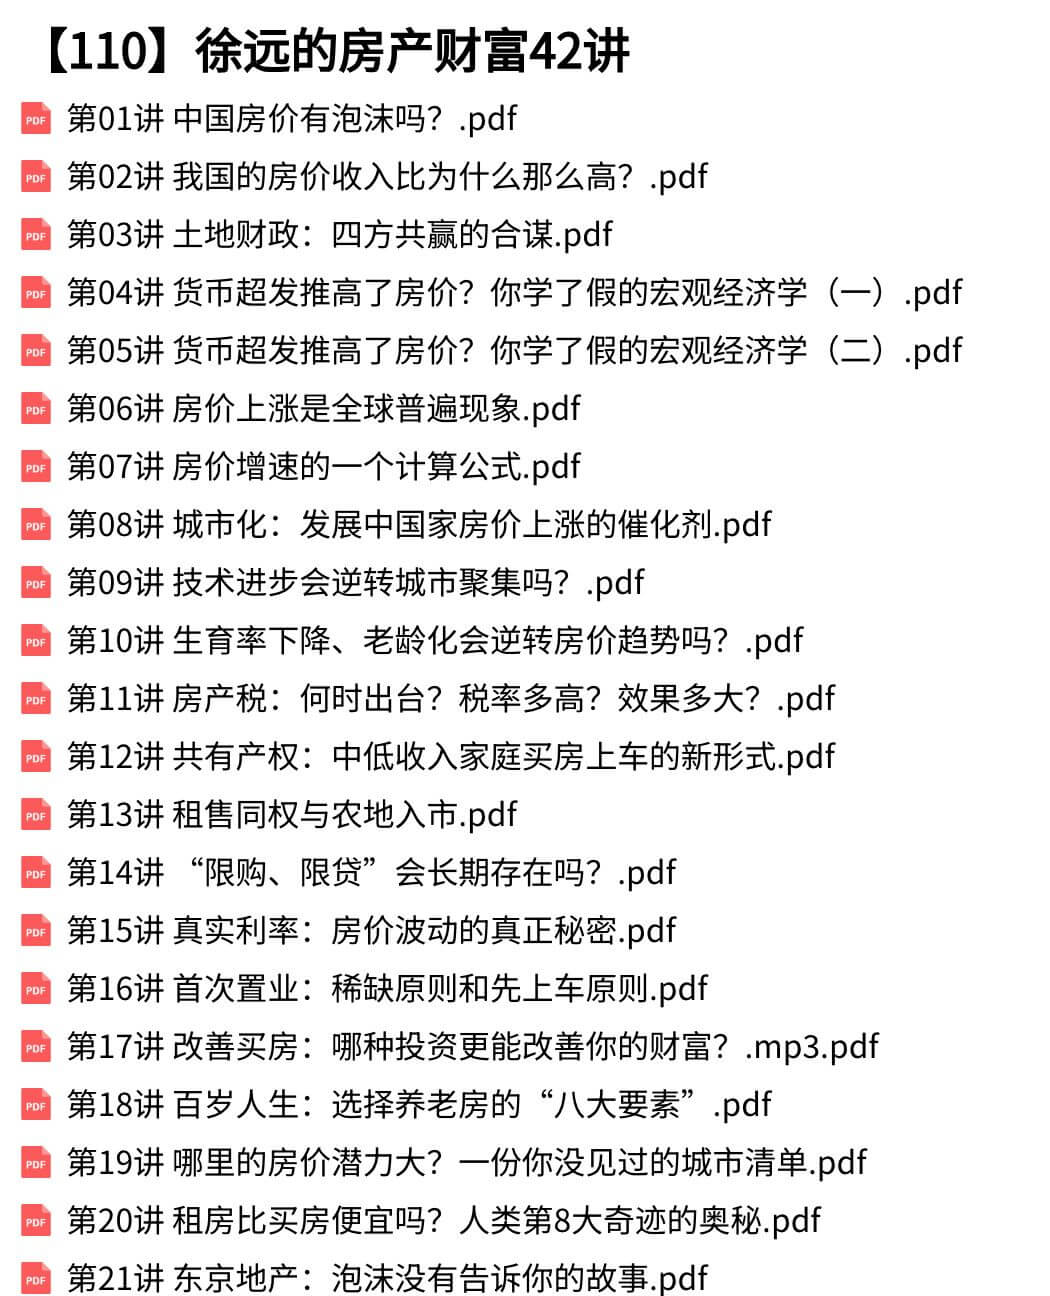 【110】徐远的房产财富42讲
PDF 第01讲 中国房价有泡沫吗？.pdf
PDF 第02讲 我国的房价收入比为什么那么高？.pdf
PDF 第03讲 土地财政：四方共赢的合谋.pdf
PDF 第04讲 货币超发推高了房价？你学了假的宏观经济学（一）.pdf
PDF 第05讲 货币超发推高了房价？你学了假的宏观经济学（二）.pdf
PDF 第06讲 房价上涨是全球普遍现象.pdf
PDF 第07讲 房价增速的一个计算公式.pdf
PDF 第08讲 城市化：发展中国家房价上涨的催化剂.pdf
PDF 第09讲 技术进步会逆转城市聚集吗？.pdf
PDF 第10讲 生育率下降、老龄化会逆转房价趋势吗？.pdf
PDF 第11讲 房产税：何时出台？税率多高？效果多大？.pdf
PDF 第12讲 共有产权：中低收入家庭买房上车的新形式.pdf
PDF 第13讲 租售同权与农地入市.pdf
PDF 第14讲 “限购、限贷”会长期存在吗？.pdf
PDF 第15讲 真实利率：房价波动的真正秘密.pdf
PDF 第16讲 首次置业：稀缺原则和先上车原则.pdf
PDF 第17讲 改善买房：哪种投资更能改善你的财富？.mp3.pdf
PDF 第18讲 百岁人生：选择养老房的“八大要素”.pdf
PDF 第19讲 哪里的房价潜力大？一份你没见过的城市清单.pdf
PDF 第20讲 租房比买房便宜吗？人类第8大奇迹的奥秘.pdf
PDF 第21讲 东京地产：泡沫没有告诉你的故事.pdf